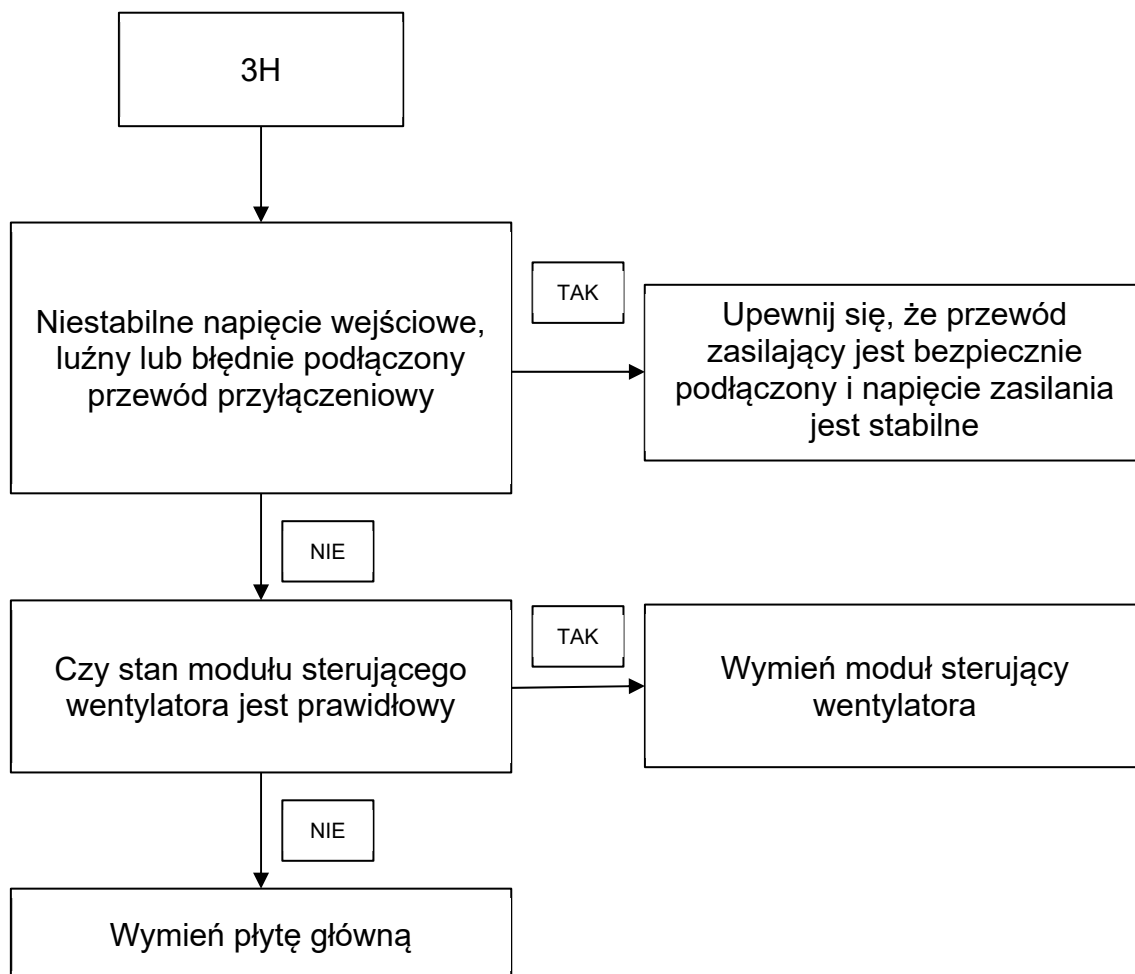 3H
Niestabilne napięcie wejściowe,
luźny lub błędnie podłączony
przewód przyłączeniowy
TAK
Upewnij się, że przewód
zasilający jest bezpiecznie
podłączony i napięcie zasilania
jest stabilne
NIE
Czy stan modułu sterującego
wentylatora jest prawidłowy
TAK
Wymień moduł sterujący
wentylatora
NIE
Wymień płytę główną